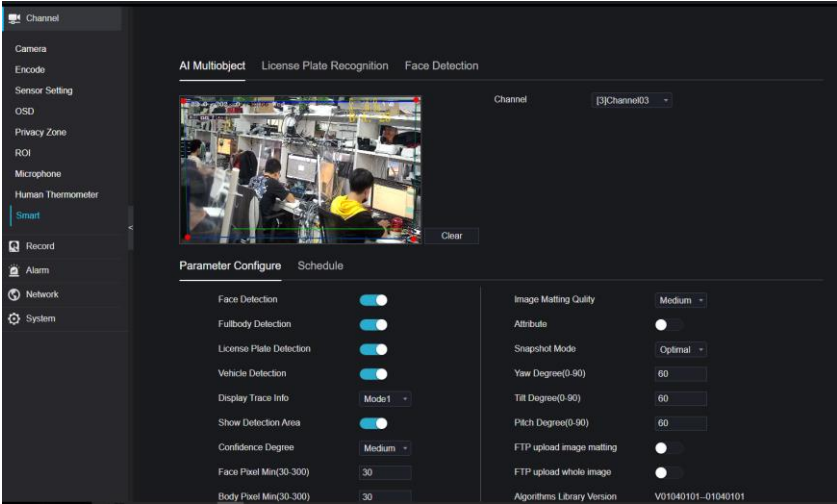 Channel
Camera
Encode
Sensor Setting
OSD
Privacy Zone
ROI
Microphone
Human Thermometer
Smart
Record
Alarm
Network
System
AI Multiobject License Plate Recognition Face Detection
Channel [3]Channel03
<
Clear
Parameter Configure Schedule
Face Detection
Fullbody Detection
License Plate Detection
Vehicle Detection
Display Trace Info Mode1
Show Detection Area
Confidence Degree Medium
Face Pixel Min(30-300) 30
Body Pixel Min(30-300) 30
Image Matting Qulity Medium
Attribute
Snapshot Mode Optimal
Yaw Degree(0-90) 60
Tilt Degree(0-90) 60
Pitch Degree(0-90) 60
FTP upload image matting
FTP upload whole image
Algorithms Library Version V01040101--01040101